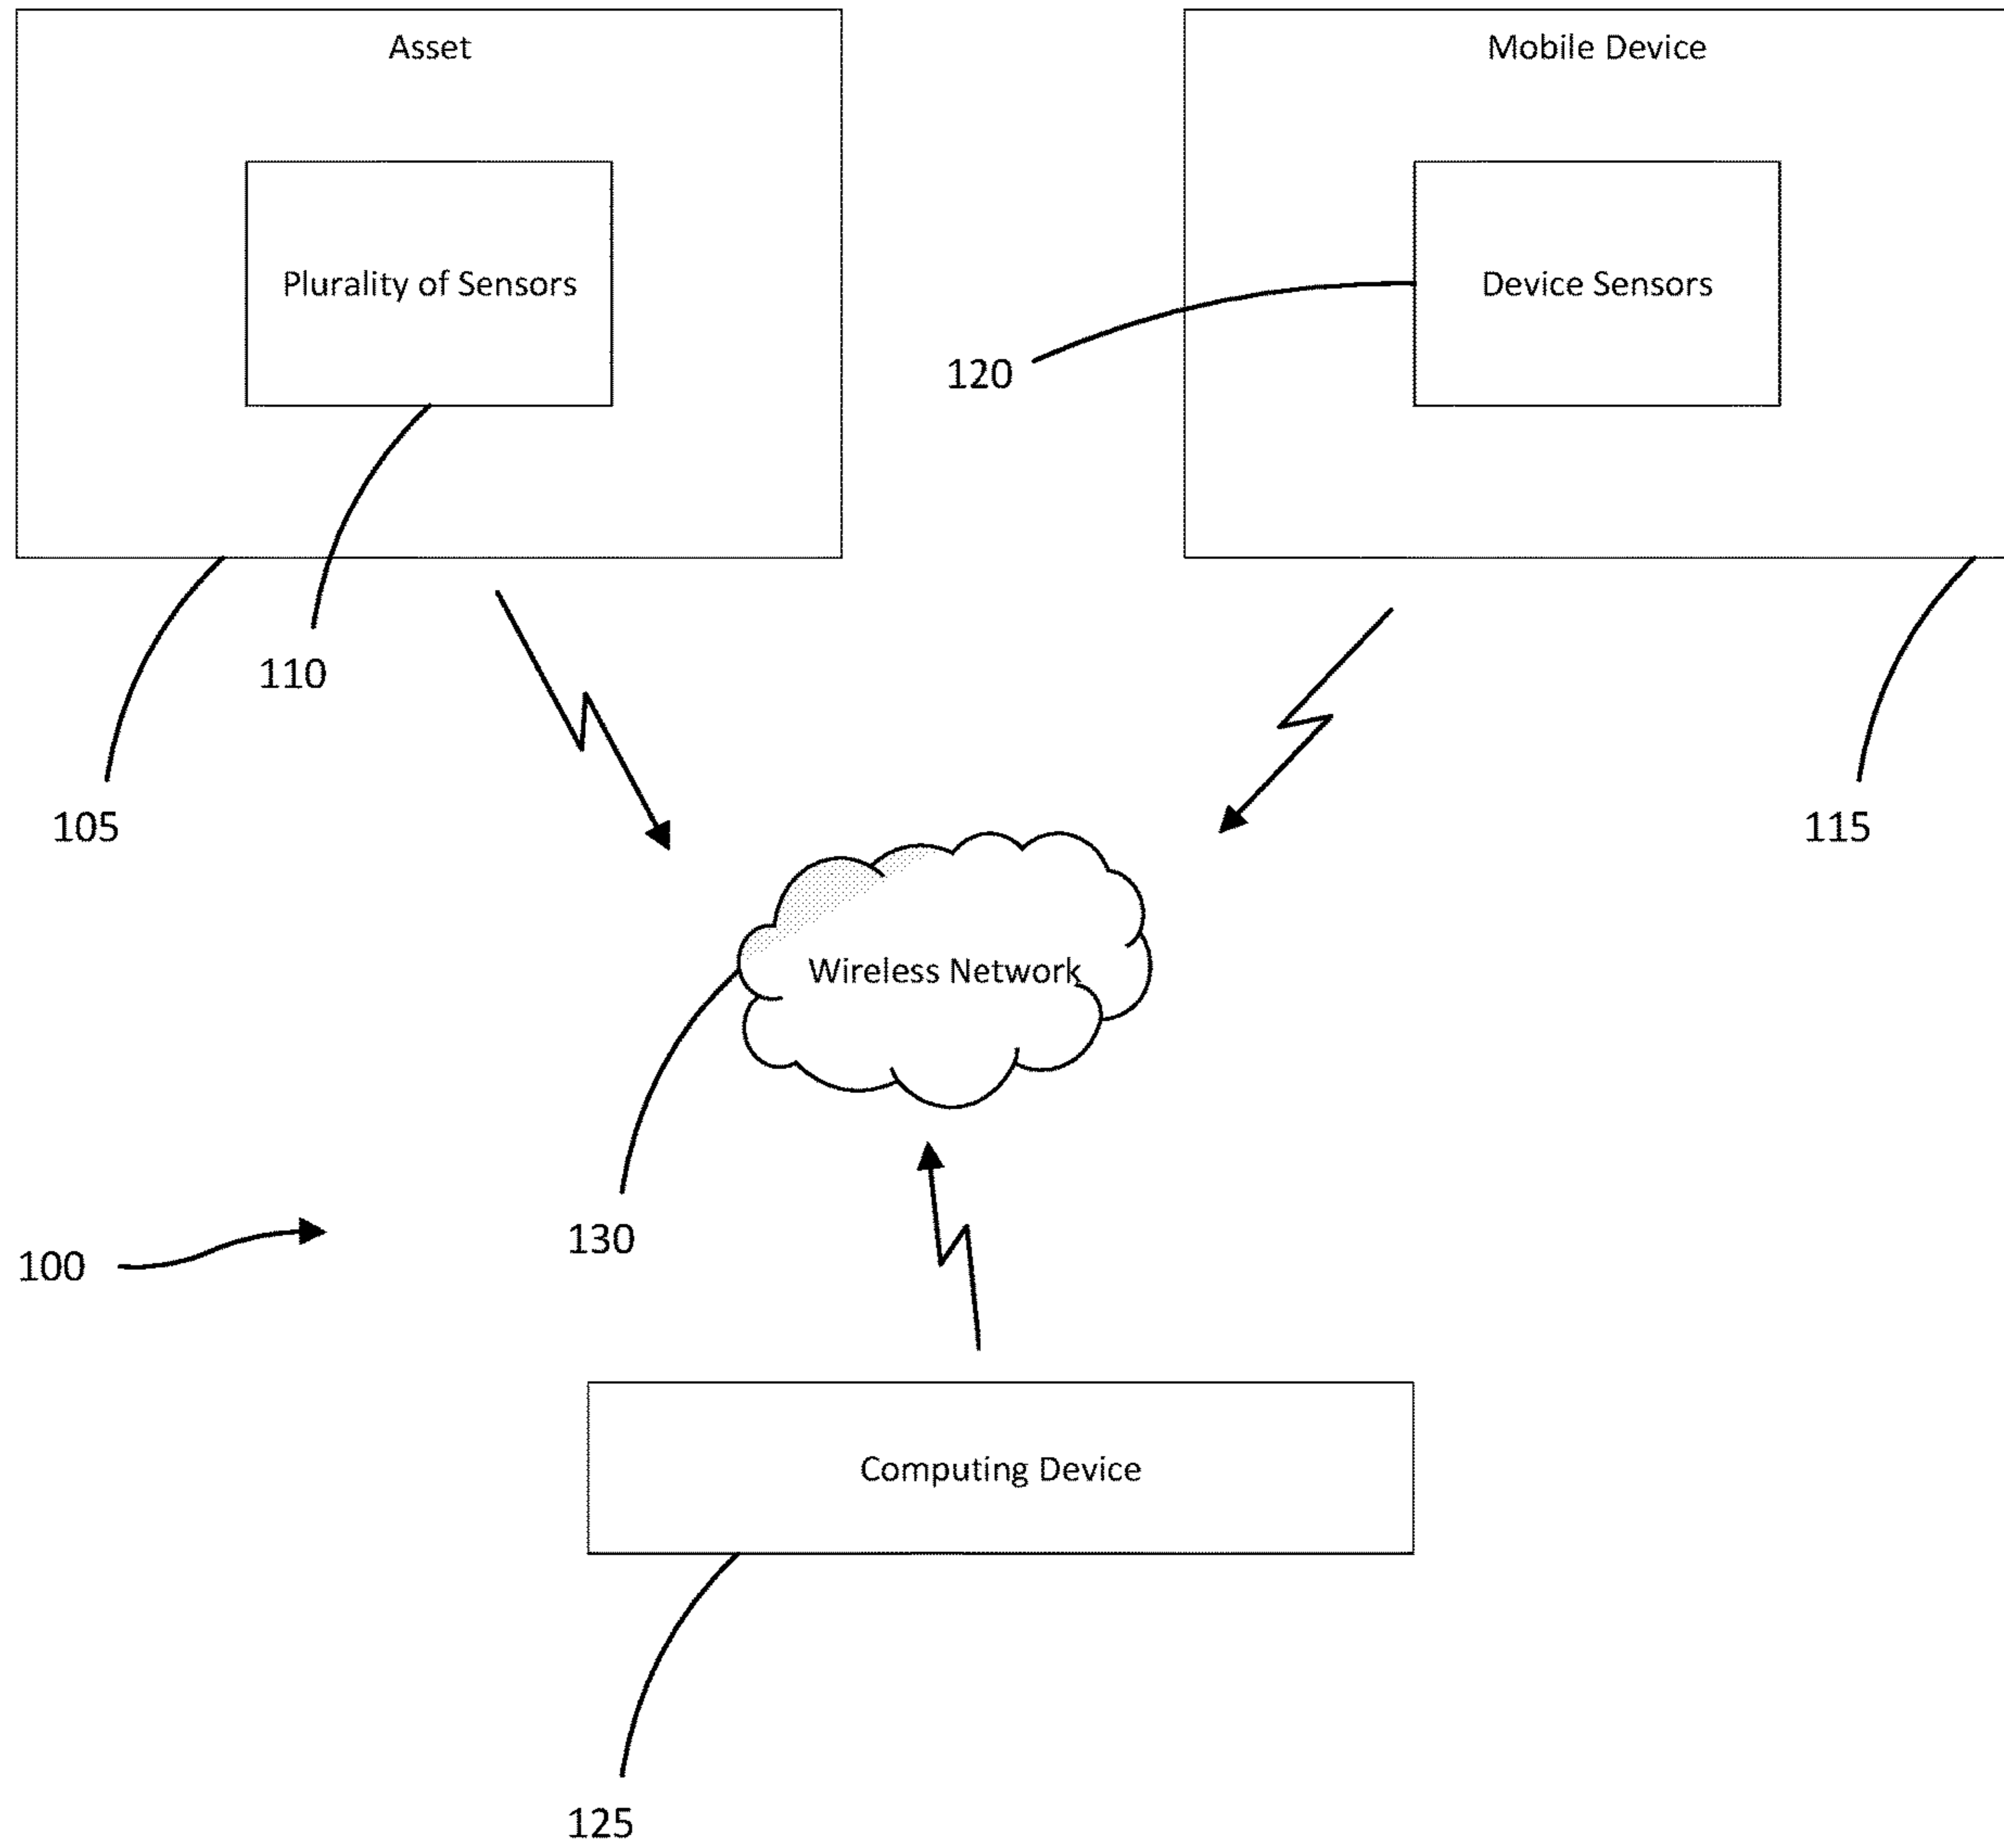 Asset
Mobile Device
Plurality of Sensors
Device Sensors
120
110
105
115
Wireless Network
130
100
Computing Device
125